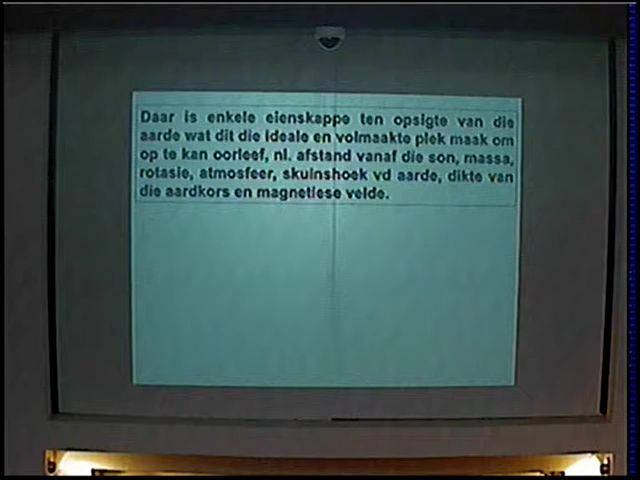 Daar is enkele eienskappe ten opsigte van die
aarde wat dit die ideale en volmaakte plek maak om
op te kan oorleef, nl. afstand vanaf die son, massa,
rotasie, atmosfeer, skuinshoek vd aarde, dikte van
die aardkors en magnetiese velde.